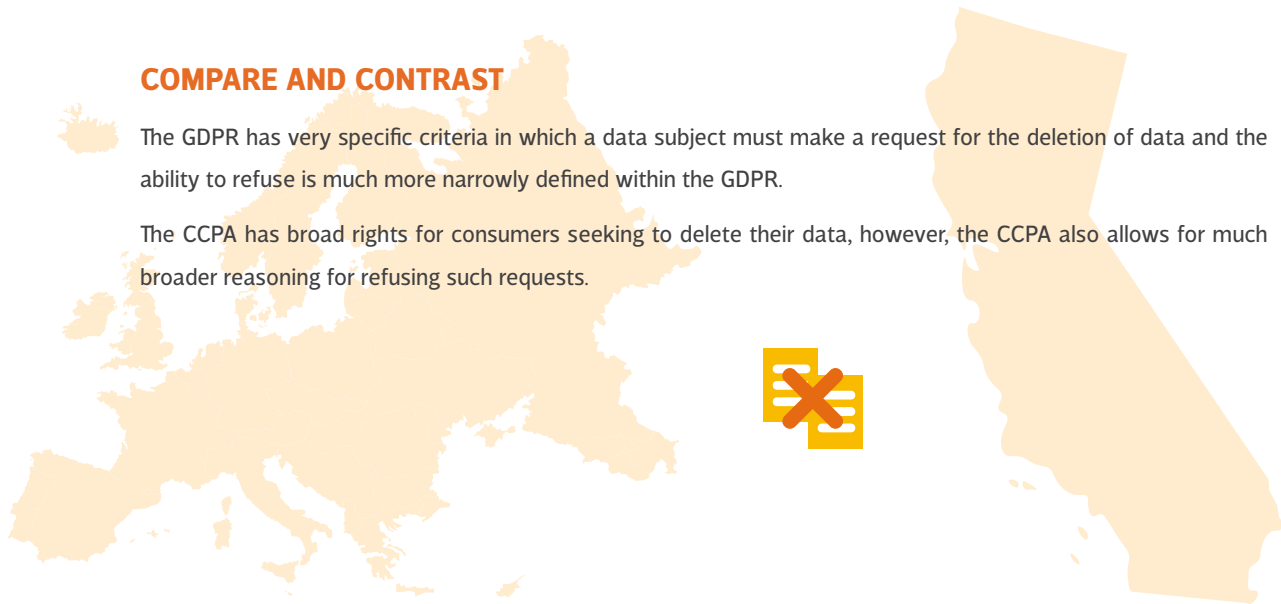 COMPARE AND CONTRAST
The GDPR has very specific criteria in which a data subject must make a request for the deletion of data and the
ability to refuse is much more narrowly defined within the GDPR.
The CCPA has broad rights for consumers seeking to delete their data, however, the CCPA also allows for much
broader reasoning for refusing such requests.